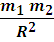 m₁ m₂
R²